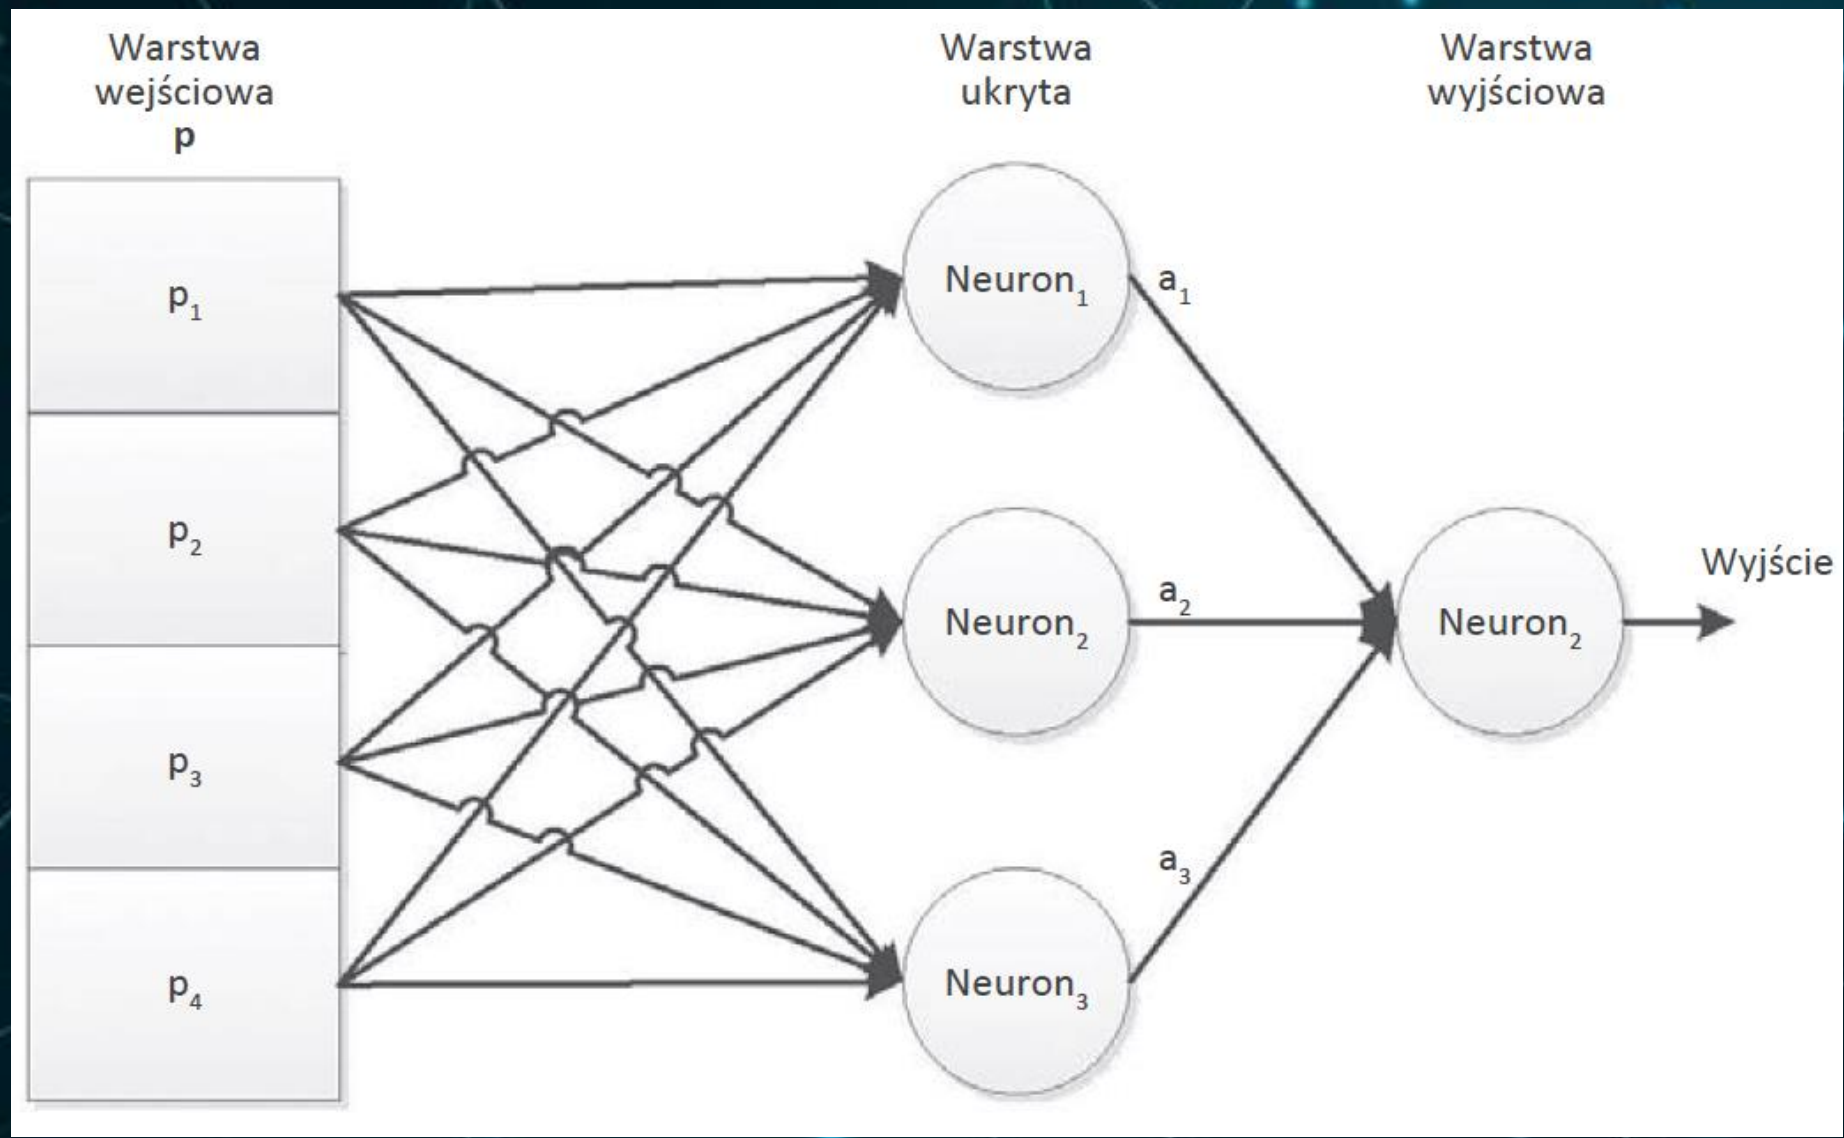 Warstwa
wejściowa
p
Warstwa
ukryta
Warstwa
wyjściowa
p₁
p₂
p₃
p₄
Neuron₁
Neuron₂
Neuron₃
a₁
a₂
a₃
Neuron₂
Wyjście